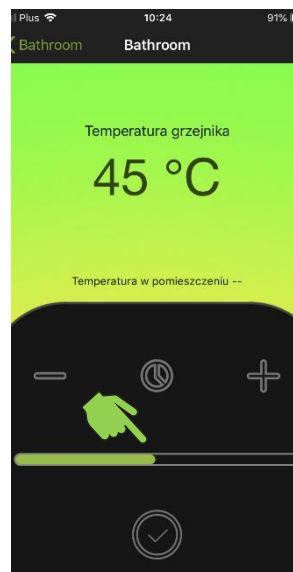 Plus 10:24 91%
Bathroom Bathroom
Temperatura grzejnika
45 °C
Temperatura w pomieszczeniu --